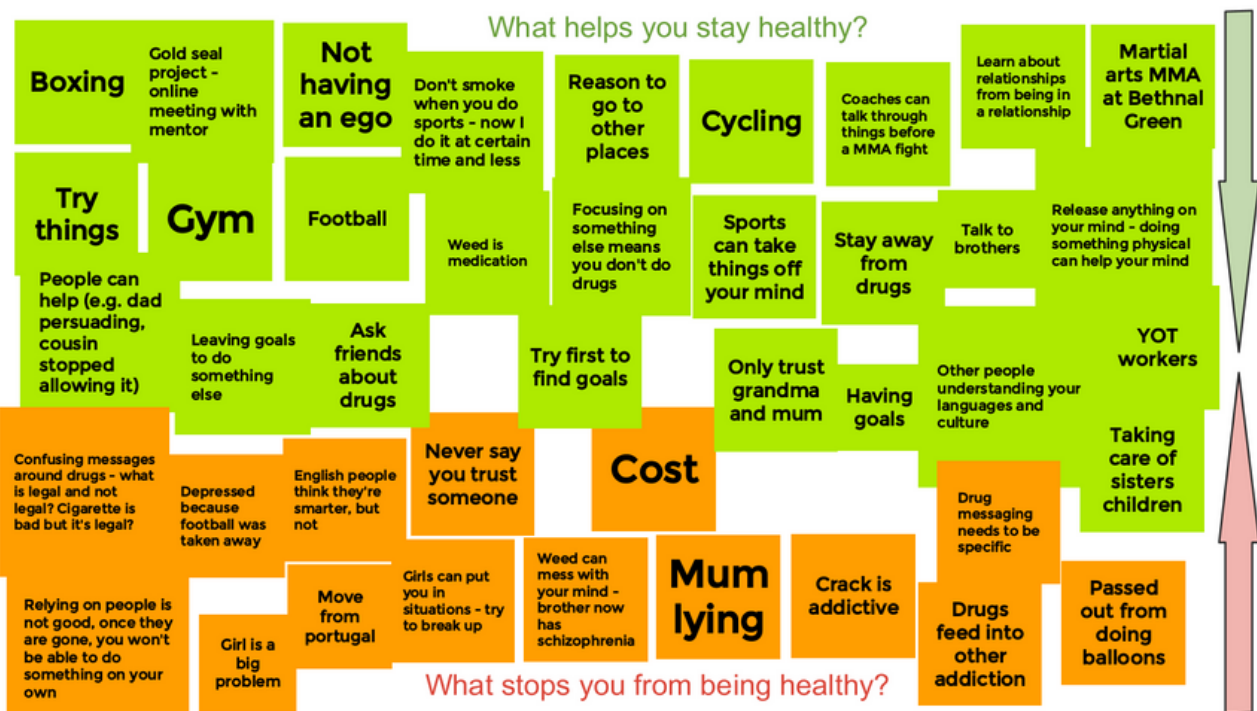 What helps you stay healthy?
Boxing
Gold seal
project -
online
meeting with
mentor
Not
having
an ego
Don't smoke
when you do
sports - now I
do it at certain
time and less
Reason to
go to
other
places
Cycling
Coaches can
talk through
things before
a MMA fight
Learn about
relationships
from being in
a relationship
Martial
arts MMA
at Bethnal
Green
Try
things
Gym
Football
Weed is
medication
Focusing on
something
else means
you don't do
drugs
Sports
can take
things off
your mind
Stay away
from
drugs
Talk to
brothers
Release anything on
your mind - doing
something physical
can help your mind
People can
help (e.g. dad
persuading,
cousin
stopped
allowing it)
Leaving goals
to do
something
else
Ask
friends
about
drugs
Try first to
find goals
Only trust
grandma
and mum
Having
goals
Other people
understanding your
languages and
culture
YOT
workers
Taking
care of
sisters
children
Confusing messages
around drugs - what
is legal and not
legal? Cigarette is
bad but it's legal?
Depressed
because
football was
taken away
English people
think they're
smarter, but
not
Never say
you trust
someone
Cost
Drug
messaging
needs to be
specific
Relying on people is
not good, once they
are gone, you won't
be able to do
something on your
own
Girl is a
big
problem
Move
from
portugal
Girls can put
you in
situations - try
to break up
Weed can
mess with
your mind -
brother now
has
schizophrenia
Mum
lying
Crack is
addictive
Drugs
feed into
other
addiction
Passed
out from
doing
balloons
What stops you from being healthy?